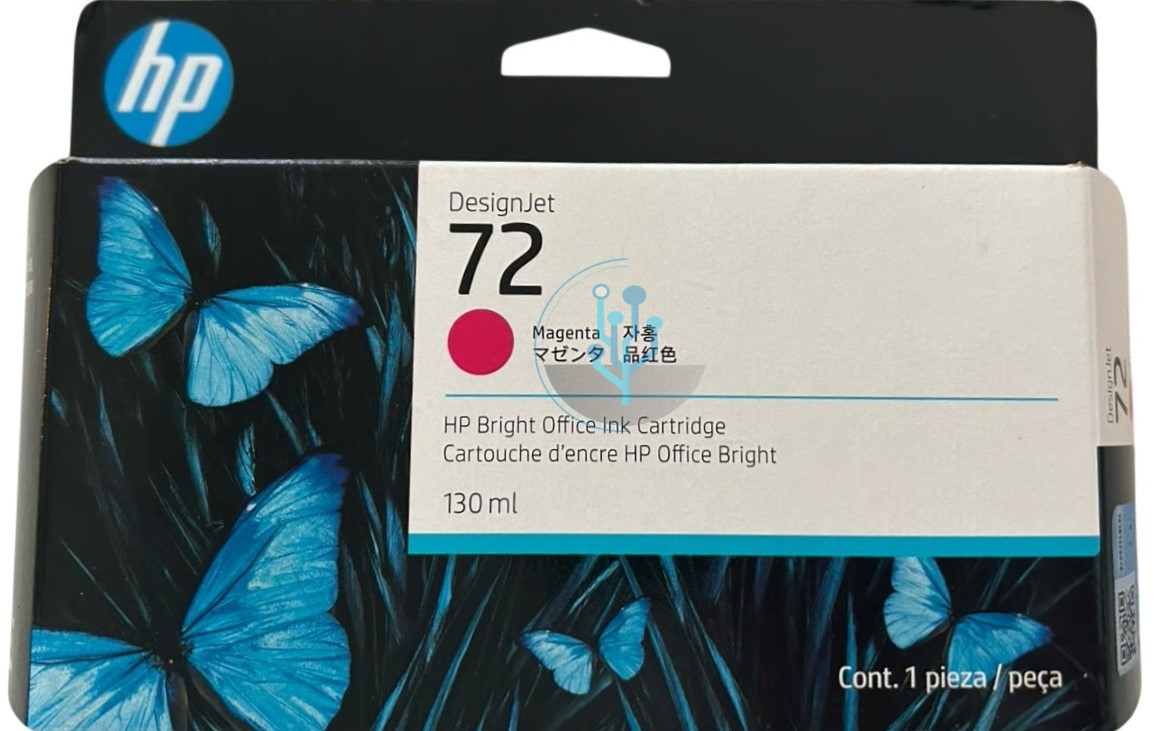 hp
DesignJet
72
Magenta 자홍
マゼンタ 品红色
HP Bright Office Ink Cartridge
Cartouche d'encre HP Office Bright
130 ml
Cont. 1 pieza / peça
DesignJet
72